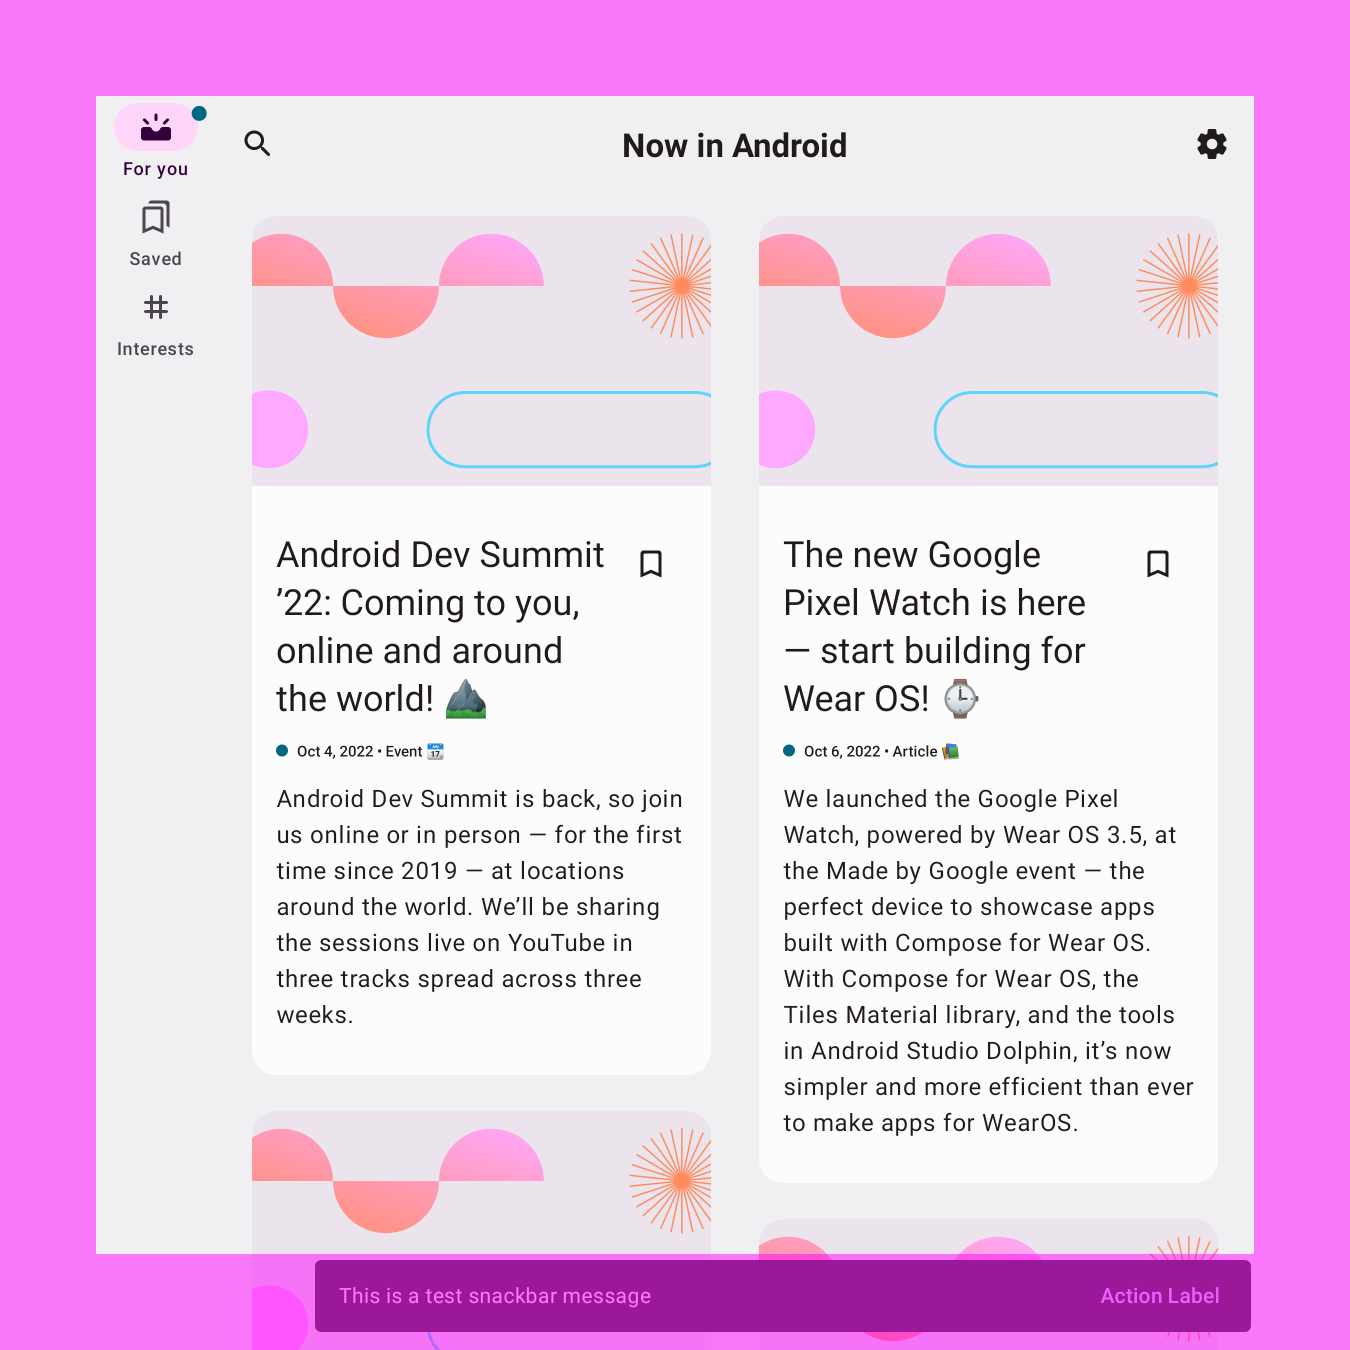 For you
Saved
Interests
Now in Android
Android Dev Summit
’22: Coming to you,
online and around
the world! ⛰️
Oct 4, 2022 • Event 📆
Android Dev Summit is back, so join
us online or in person — for the first
time since 2019 — at locations
around the world. We’ll be sharing
the sessions live on YouTube in
three tracks spread across three
weeks.
The new Google
Pixel Watch is here
— start building for
Wear OS! ⌚
Oct 6, 2022 • Article 📚
We launched the Google Pixel
Watch, powered by Wear OS 3.5, at
the Made by Google event — the
perfect device to showcase apps
built with Compose for Wear OS.
With Compose for Wear OS, the
Tiles Material library, and the tools
in Android Studio Dolphin, it’s now
simpler and more efficient than ever
to make apps for WearOS.
This is a test snackbar message
Action Label